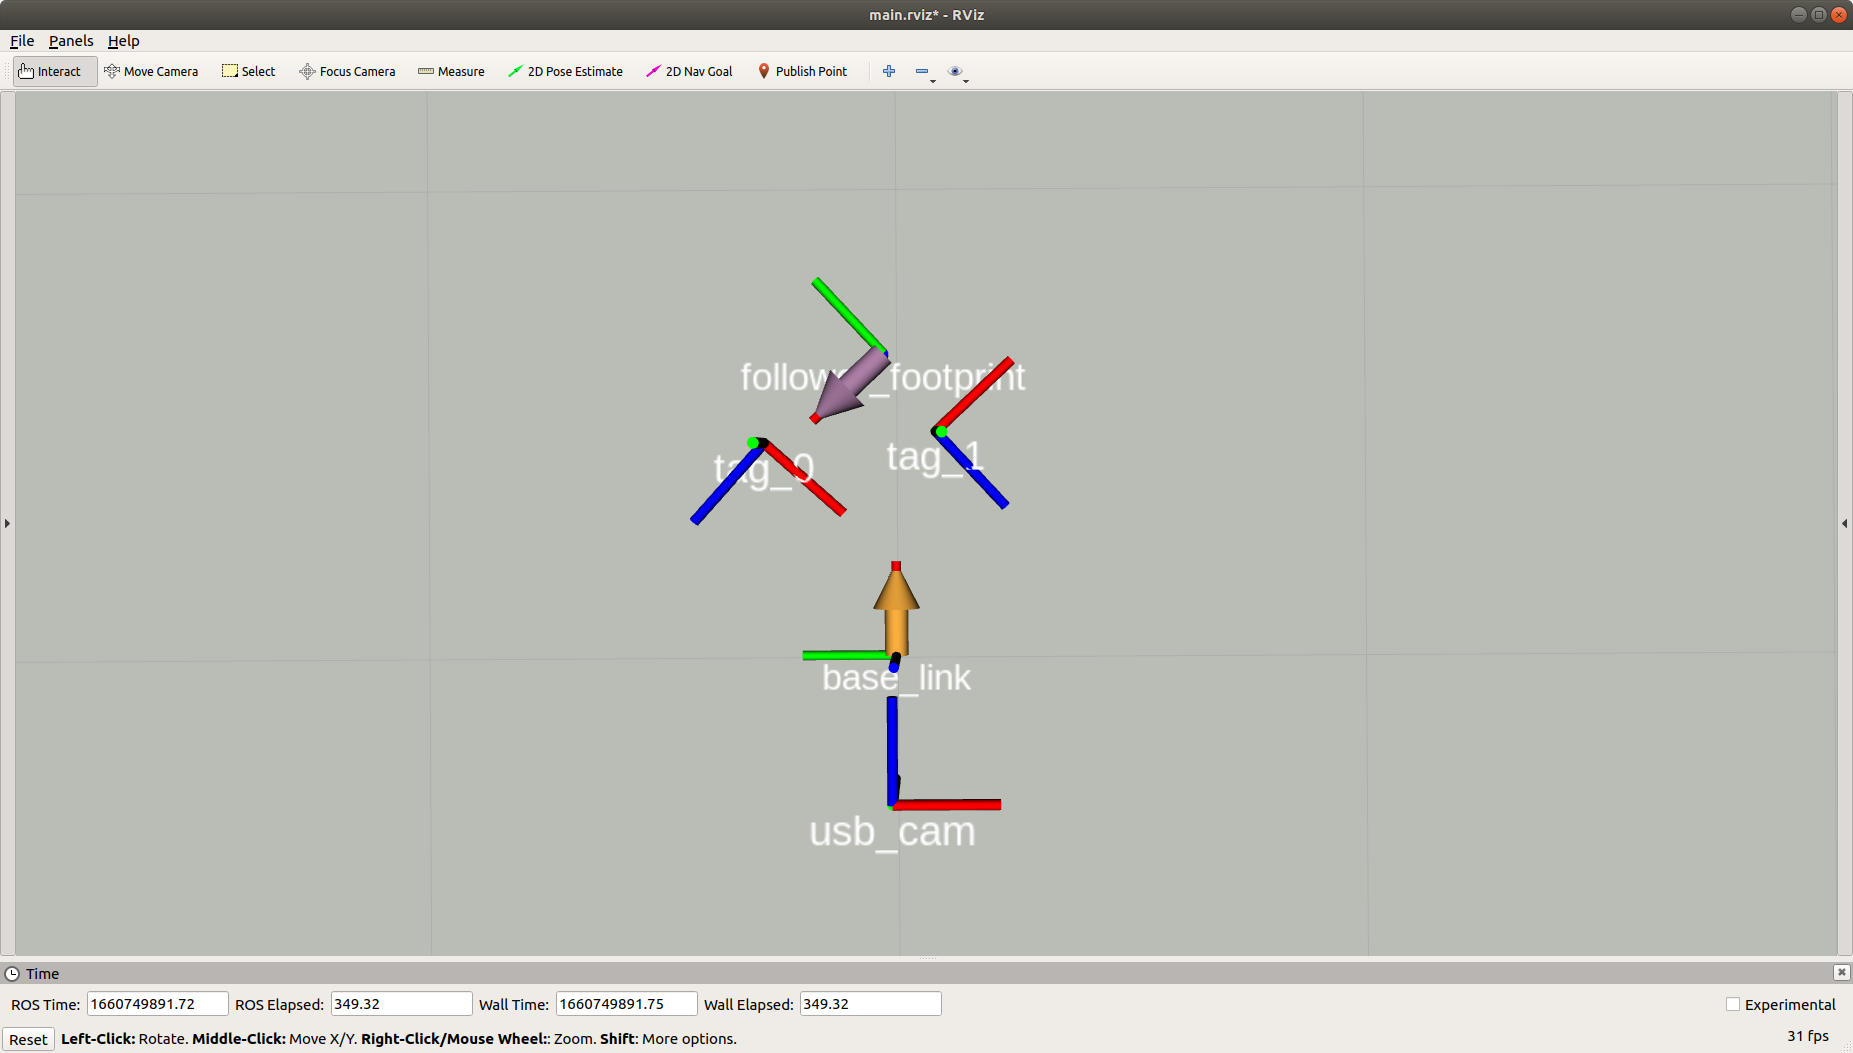 main.rviz* - RViz
File Panels Help
Interact Move Camera Select Focus Camera Measure 2D Pose Estimate 2D Nav Goal Publish Point
follower_footprint
tag_0
tag_1
base_link
usb_cam
Time
ROS Time: 1660749891.72 ROS Elapsed: 349.32 Wall Time: 1660749891.75 Wall Elapsed: 349.32 Experimental
Reset Left-Click: Rotate. Middle-Click: Move X/Y. Right-Click/Mouse Wheel:: Zoom. Shift: More options. 31 fps